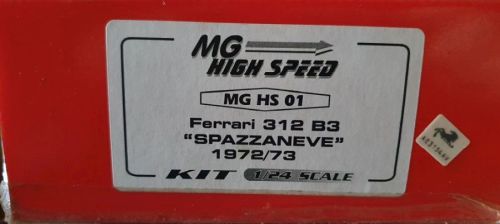 MG
HIGH SPEED
MG HS 01
Ferrari 312 B3
"SPAZZANEVE"
1972/73
KIT 1/24 SCALE